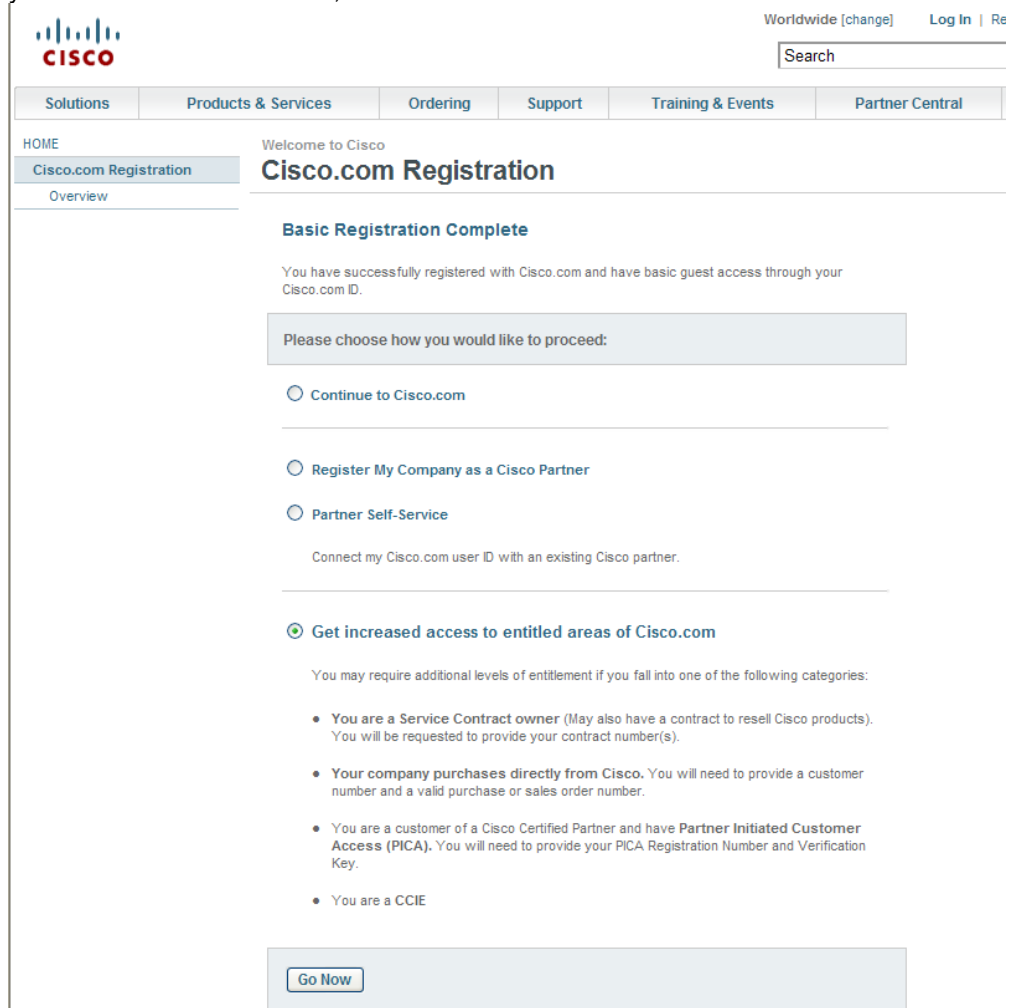 Worldwide [change] Log In | Re
CISCO
Search
Solutions Products & Services Ordering Support Training & Events Partner Central
HOME
Cisco.com Registration
Overview
Welcome to Cisco
Cisco.com Registration
Basic Registration Complete
You have successfully registered with Cisco.com and have basic guest access through your
Cisco.com ID.
Please choose how you would like to proceed:
Continue to Cisco.com
Register My Company as a Cisco Partner
Partner Self-Service
Connect my Cisco.com user ID with an existing Cisco partner.
Get increased access to entitled areas of Cisco.com
You may require additional levels of entitlement if you fall into one of the following categories:
● You are a Service Contract owner (May also have a contract to resell Cisco products).
You will be requested to provide your contract number(s).
● Your company purchases directly from Cisco. You will need to provide a customer
number and a valid purchase or sales order number.
● You are a customer of a Cisco Certified Partner and have Partner Initiated Customer
Access (PICA). You will need to provide your PICA Registration Number and Verification
Key.
● You are a CCIE
Go Now